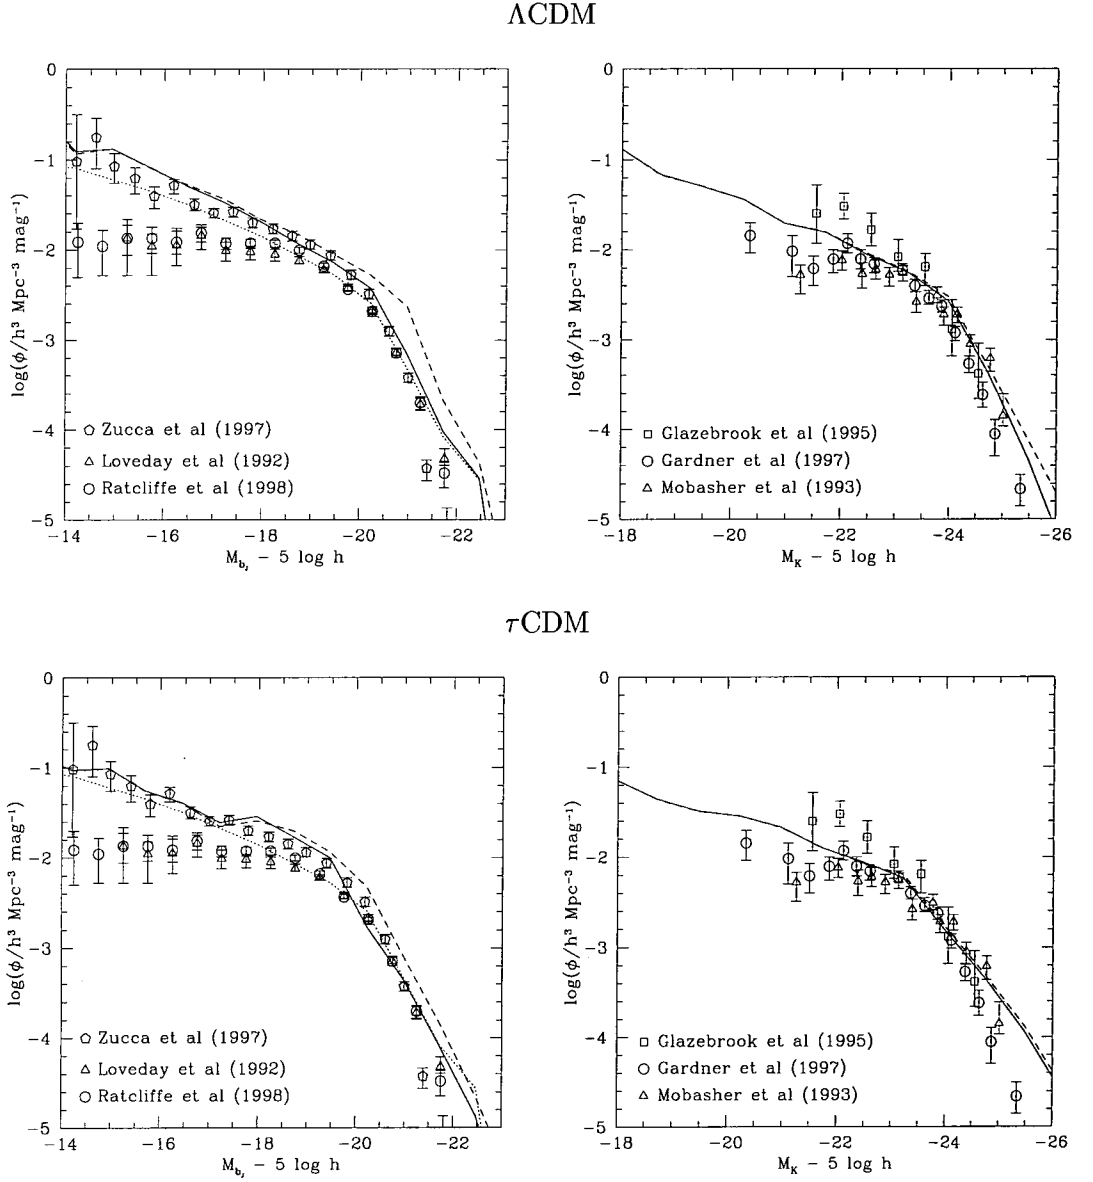 ΛCDM
0
−1
−2
−3
−4
−5
log(φ/h³ Mpc⁻³ mag⁻¹)
−14 −16 −18 −20 −22
M_bⱼ − 5 log h
Zucca et al (1997)
Loveday et al (1992)
Ratcliffe et al (1998)
0
−1
−2
−3
−4
−5
log(φ/h³ Mpc⁻³ mag⁻¹)
−18 −20 −22 −24 −26
M_K − 5 log h
Glazebrook et al (1995)
Gardner et al (1997)
Mobasher et al (1993)
τCDM
0
−1
−2
−3
−4
−5
log(φ/h³ Mpc⁻³ mag⁻¹)
−14 −16 −18 −20 −22
M_bⱼ − 5 log h
Zucca et al (1997)
Loveday et al (1992)
Ratcliffe et al (1998)
0
−1
−2
−3
−4
−5
log(φ/h³ Mpc⁻³ mag⁻¹)
−18 −20 −22 −24 −26
M_K − 5 log h
Glazebrook et al (1995)
Gardner et al (1997)
Mobasher et al (1993)